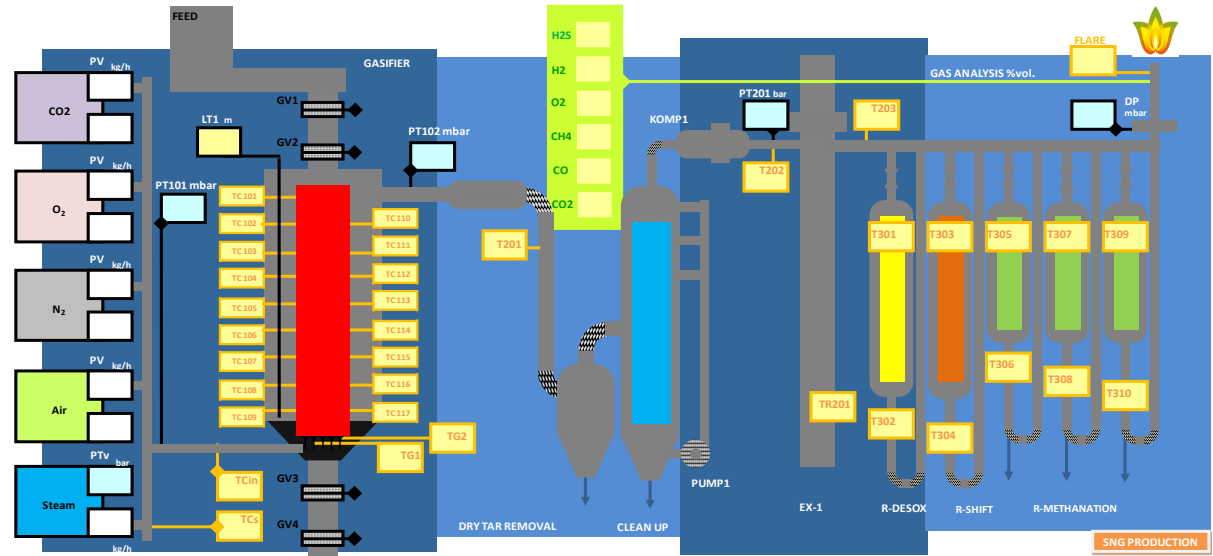 FEED
GASIFIER
PV
kg/h
CO2
PV
kg/h
O₂
PV
kg/h
N₂
PV
kg/h
Air
PTv
bar
Steam
kg/h
GV1
GV2
LT1 m
PT101 mbar
PT102 mbar
TC101
TC102
TC103
TC104
TC105
TC106
TC107
TC108
TC109
TC110
TC111
TC112
TC113
TC114
TC115
TC116
TC117
TG2
TG1
TCin
TCs
GV3
GV4
H2S
H2
O2
CH4
CO
CO2
T201
DRY TAR REMOVAL
CLEAN UP
KOMP1
PUMP1
PT201 bar
T202
T203
TR201
EX-1
FLARE
GAS ANALYSIS %vol.
DP
mbar
T301
T303
T305
T307
T309
T306
T308
T310
T302
T304
R-DESOX
R-SHIFT
R-METHANATION
SNG PRODUCTION